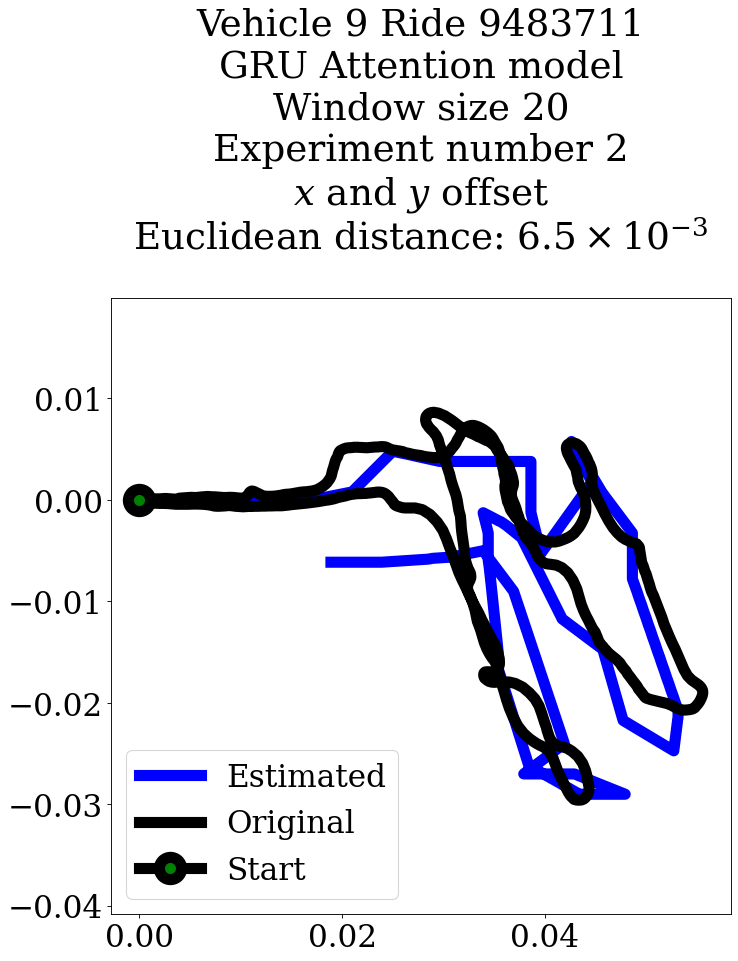 Vehicle 9 Ride 9483711
GRU Attention model
Window size 20
Experiment number 2
x and y offset
Euclidean distance: 6.5 × 10⁻³
0.01
0.00
−0.01
−0.02
−0.03
−0.04
Estimated
Original
Start
0.00 0.02 0.04